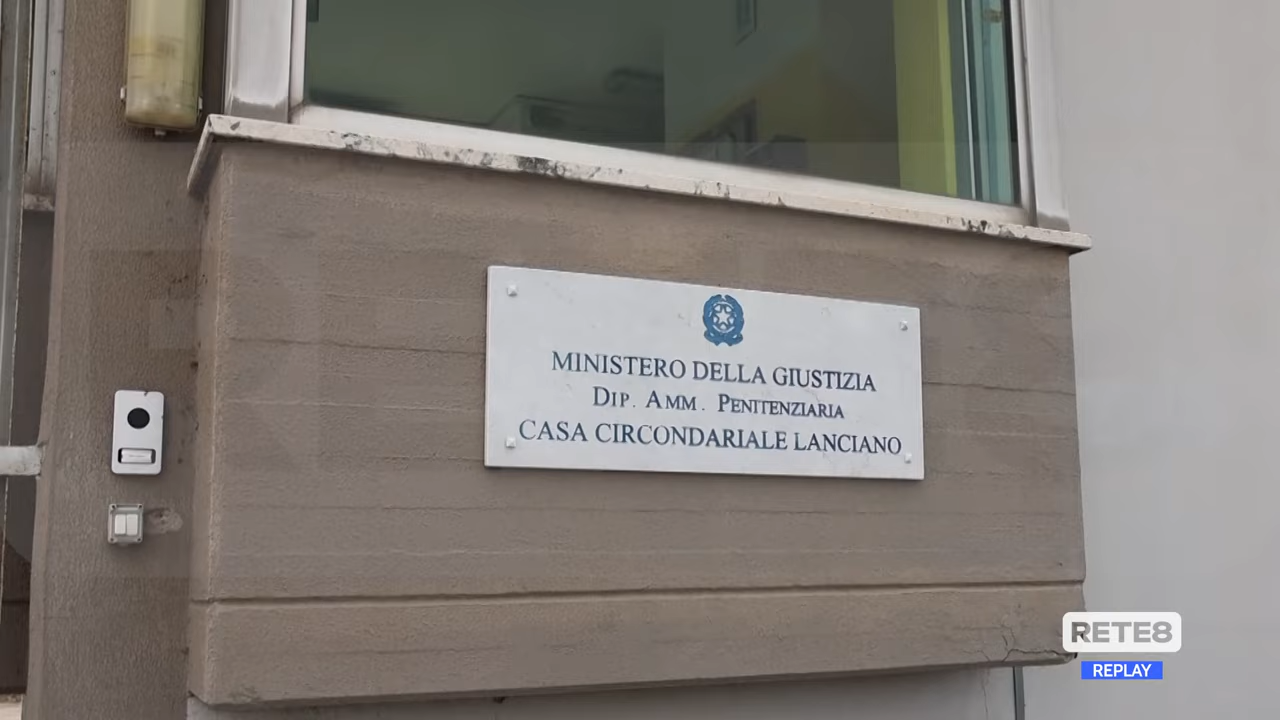 MINISTERO DELLA GIUSTIZIA
DIP. AMM. PENITENZIARIA
CASA CIRCONDARIALE LANCIANO
RETE8
REPLAY